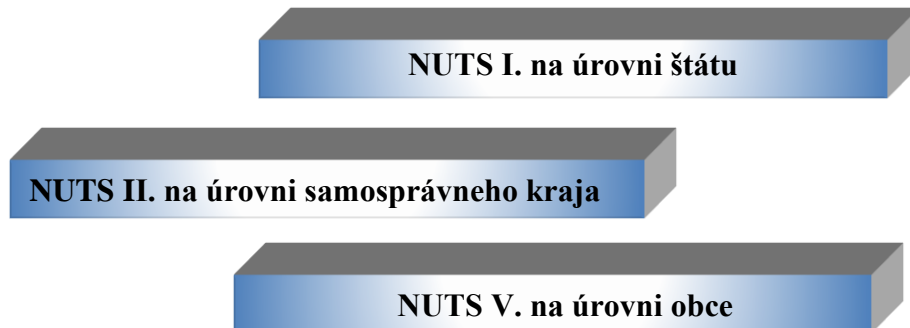 NUTS I. na úrovni štátu
NUTS II. na úrovni samosprávneho kraja
NUTS V. na úrovni obce